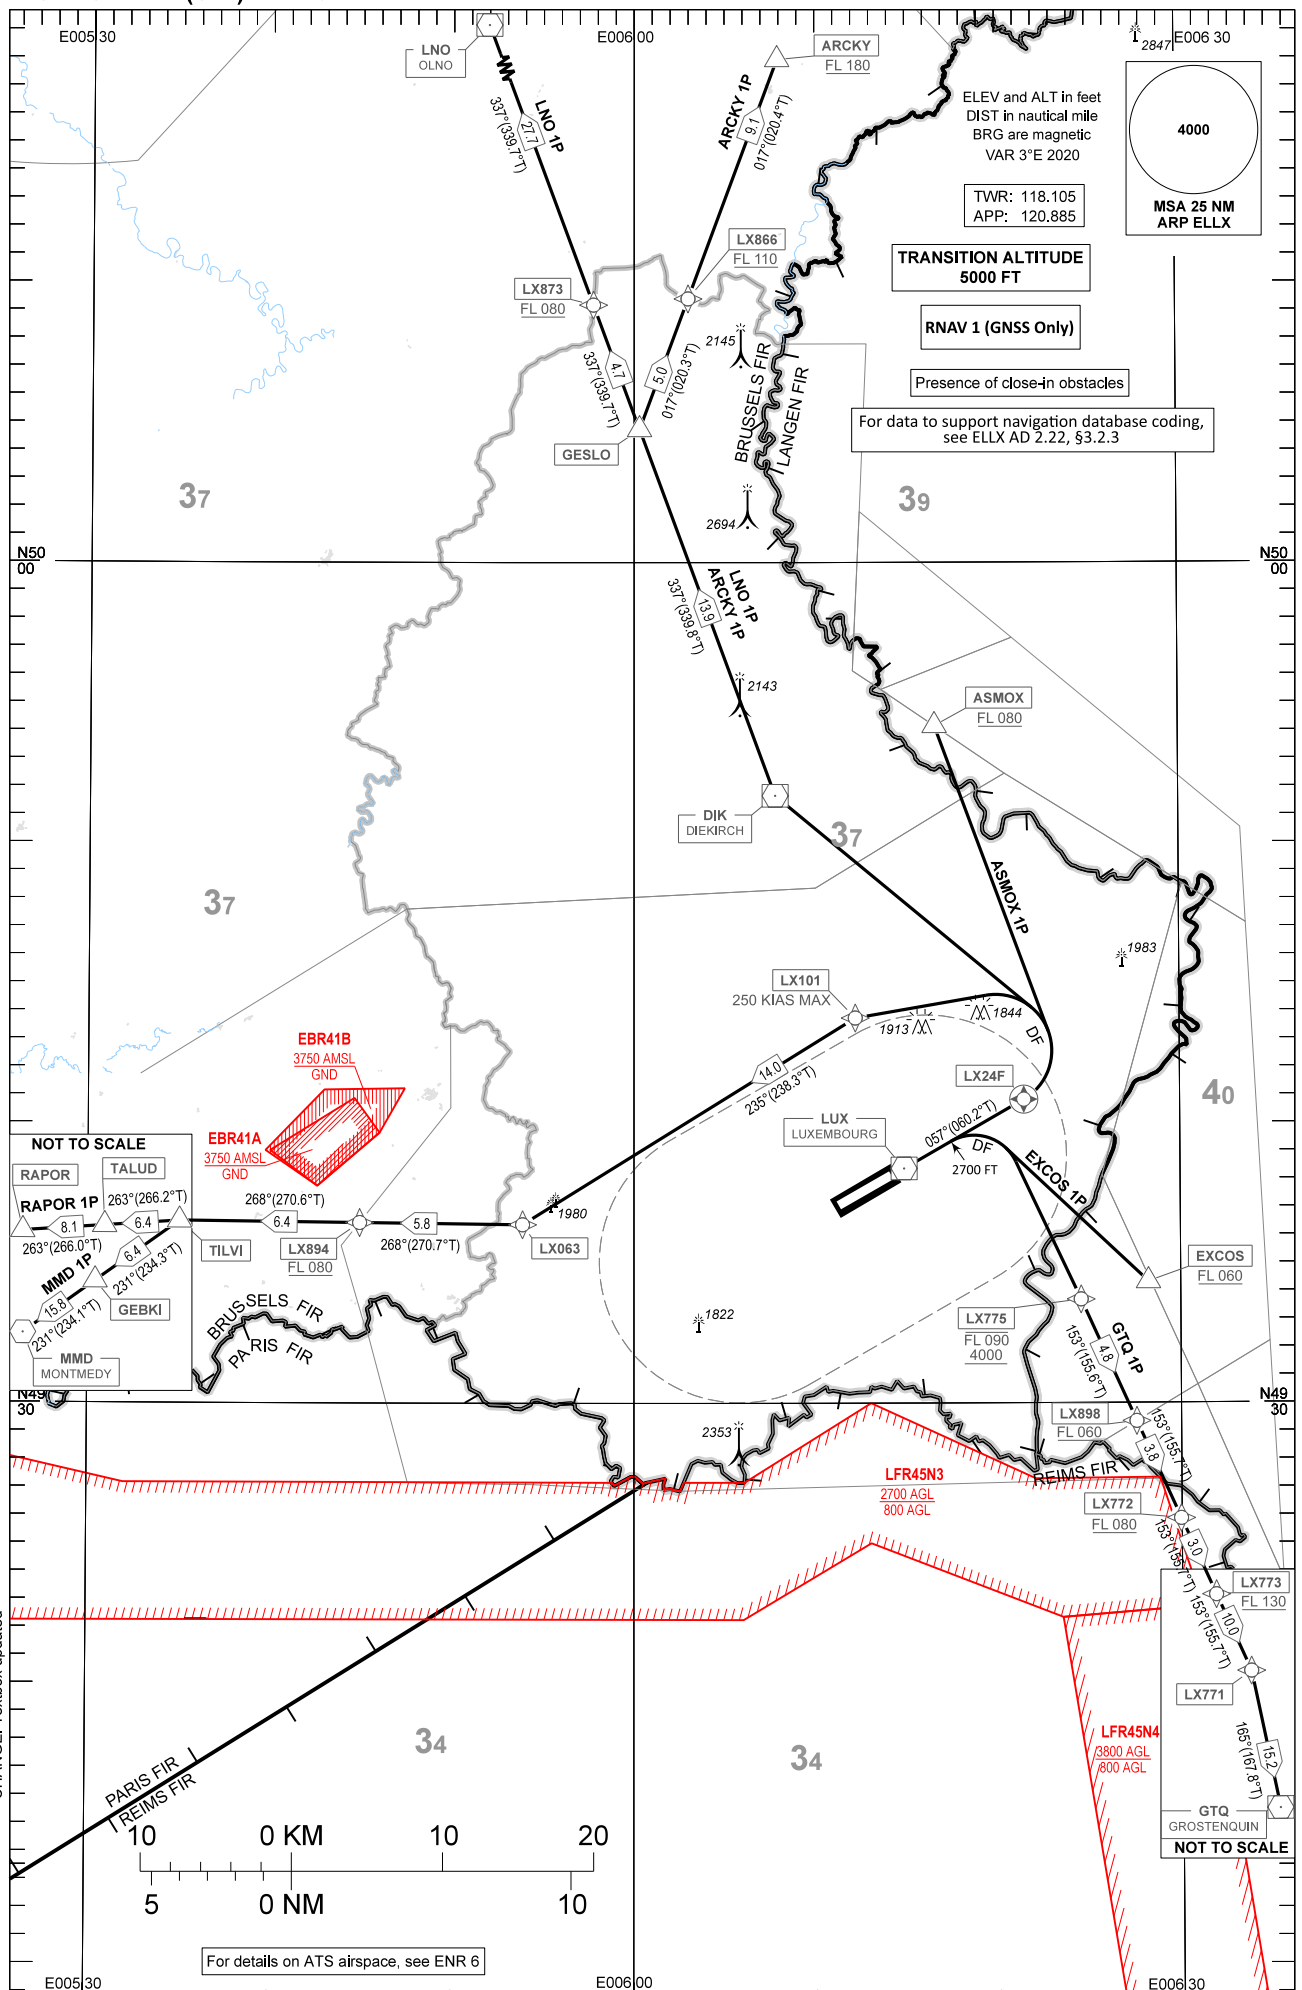 E005 30
E006 00
E006 30
LNO
OLNO
ARCKY
FL 180
2847
ELEV and ALT in feet
DIST in nautical mile
BRG are magnetic
VAR 3°E 2020
4000
MSA 25 NM
ARP ELLX
TWR: 118.105
APP: 120.885
TRANSITION ALTITUDE
5000 FT
RNAV 1 (GNSS Only)
Presence of close-in obstacles
For data to support navigation database coding,
see ELLX AD 2.22, §3.2.3
LNO 1P
27.7
337°(339.7°T)
ARCKY 1P
9.1
017°(020.4°T)
LX866
FL 110
LX873
FL 080
4.7
337°(339.7°T)
5.0
017°(020.3°T)
2145
BRUSSELS FIR
LANGEN FIR
GESLO
37
39
2694
N50
00
N50
00
LNO 1P
ARCKY 1P
13.9
337°(339.8°T)
2143
ASMOX
FL 080
DIK
DIEKIRCH
37
37
ASMOX 1P
1983
LX101
250 KIAS MAX
1913
1844
DF
EBR41B
3750 AMSL
GND
14.0
235°(238.3°T)
LX24F
40
LUX
LUXEMBOURG
057°(060.2°T)
DF
2700 FT
EXCOS 1P
EBR41A
3750 AMSL
GND
NOT TO SCALE
RAPOR
TALUD
RAPOR 1P
263°(266.2°T)
8.1
6.4
263°(266.0°T)
TILVI
268°(270.6°T)
6.4
5.8
268°(270.7°T)
LX894
FL 080
LX063
1980
MMD 1P
6.4
231°(234.3°T)
GEBKI
15.8
231°(234.1°T)
MMD
MONTMEDY
EXCOS
FL 060
BRUSSELS FIR
PARIS FIR
1822
LX775
FL 090
4000
GTQ 1P
4.8
153°(155.6°T)
N49
30
N49
30
LX898
FL 060
153°(155.7°T)
3.8
2353
LFR45N3
2700 AGL
800 AGL
REIMS FIR
LX772
FL 080
3.0
153°(155.7°T)
LX773
FL 130
10.0
153°(155.7°T)
LX771
165°(167.8°T)
15.2
34
34
LFR45N4
3800 AGL
800 AGL
PARIS FIR
REIMS FIR
GTQ
GROSTENQUIN
NOT TO SCALE
10 0 KM 10 20
5 0 NM 10
For details on ATS airspace, see ENR 6
E005 30
E006 00
E006 30